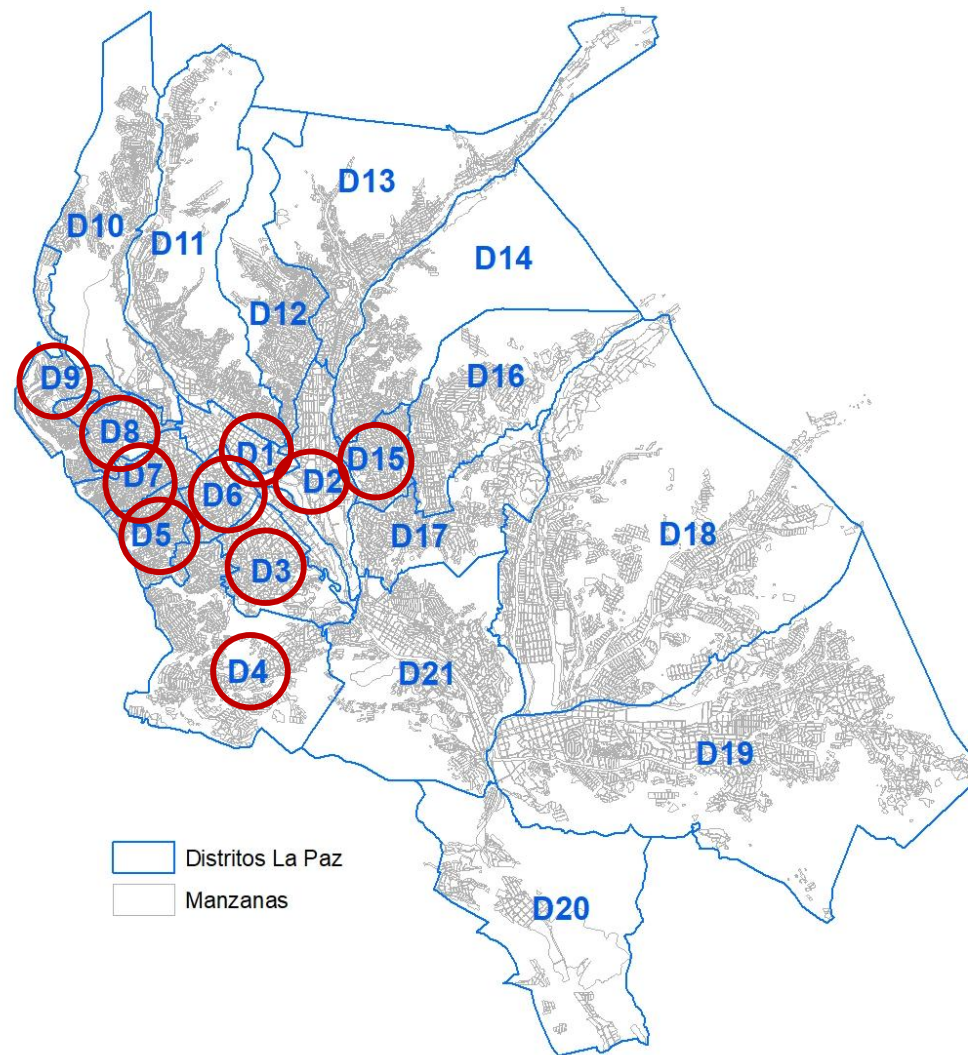 D13
D10
D11
D14
D12
D16
D9
D8
D1
D15
D7
D6
D2
D5
D17
D18
D3
D4
D21
D19
Distritos La Paz
Manzanas
D20